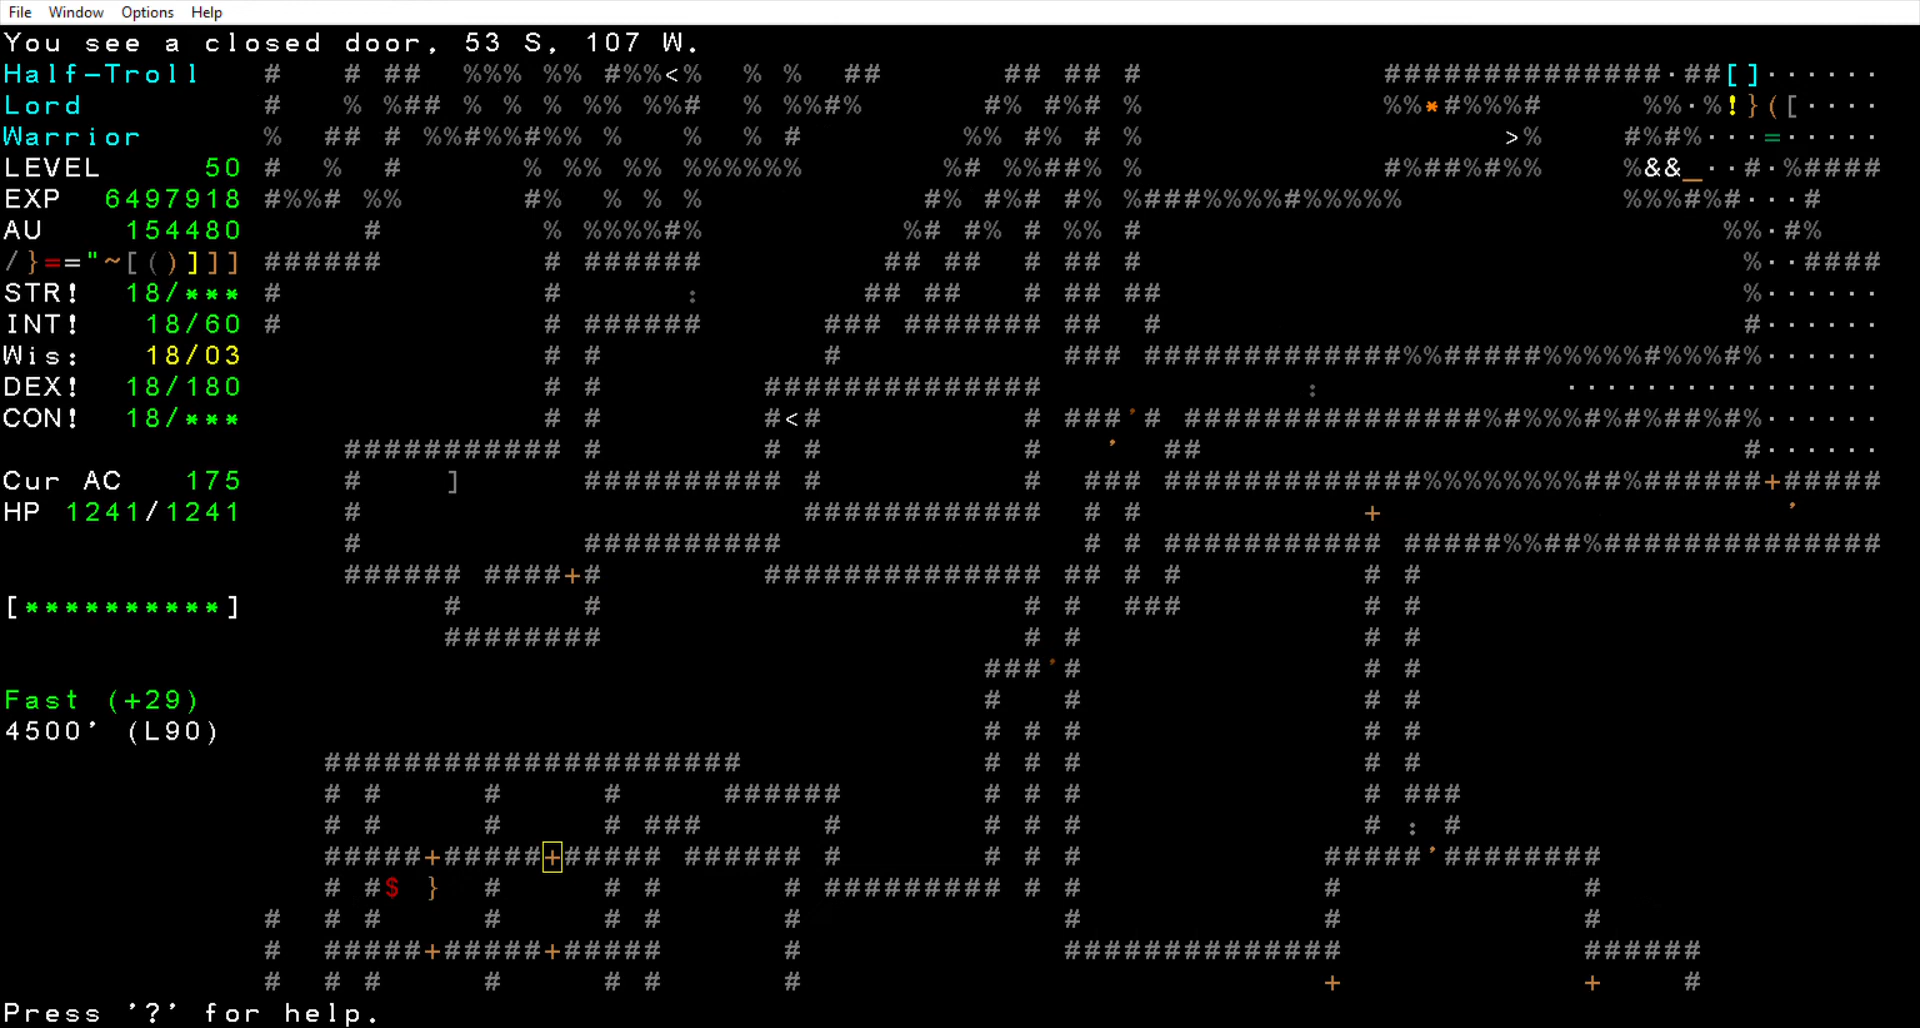 File Window Options Help
You see a closed door, 53 S, 107 W.
Half-Troll # # ## %%% %% #%%<% % % ## ## ## # ##############·##[]······
Lord # % %## % % % %% %%# % %%#% #% #%# % %%*#%%%# %%·%!}([····
Warrior % ## # %%#%%#%% % % % # %% #% # % >% #%#%···=·····
LEVEL 50 # % # % %% %% %%%%%% %# %%##% % #%##%#%% %&&_··#·%####
EXP 6497918 #%%# %% #% % % % #% #%# #% %###%%%%#%%%%% %%%#%#···#
AU 154480 # % %%%%#% %# #% # %% # %%·#%
/}=="~[()]]] ###### # ###### ## ## # ## # %··####
STR! 18/*** # # : ## ## # ## ## %······
INT! 18/60 # # ###### ### ####### ## # #······
Wis: 18/03 # # # ### #############%%#####%%%%%#%%%#%······
DEX! 18/180 # # ############## : ················
CON! 18/*** # # #<# # ###'# ###############%#%%%#%#%##%#%······
########### # # # # ' ## #······
Cur AC 175 # ] ########## # # ### #############%%%%%%%%##%######+#####
HP 1241/1241 # ############ # # + '
# ########## # # ########### #####%%##%##############
###### ####+# ############## ## # # # #
[**********] # # # # ### # #
######## # # # #
###'# # #
Fast (+29) # # # #
4500' (L90) # # # # #
##################### # # # # #
# # # # ###### # # # # ###
# # # # ### # # # # # : #
#####+#####+##### ###### # # # # #####'########
# #$ } # # # # ######### # # # #
# # # # # # # # # #
# #####+#####+##### # ############## ######
# # # # # # # + + #
Press '?' for help.